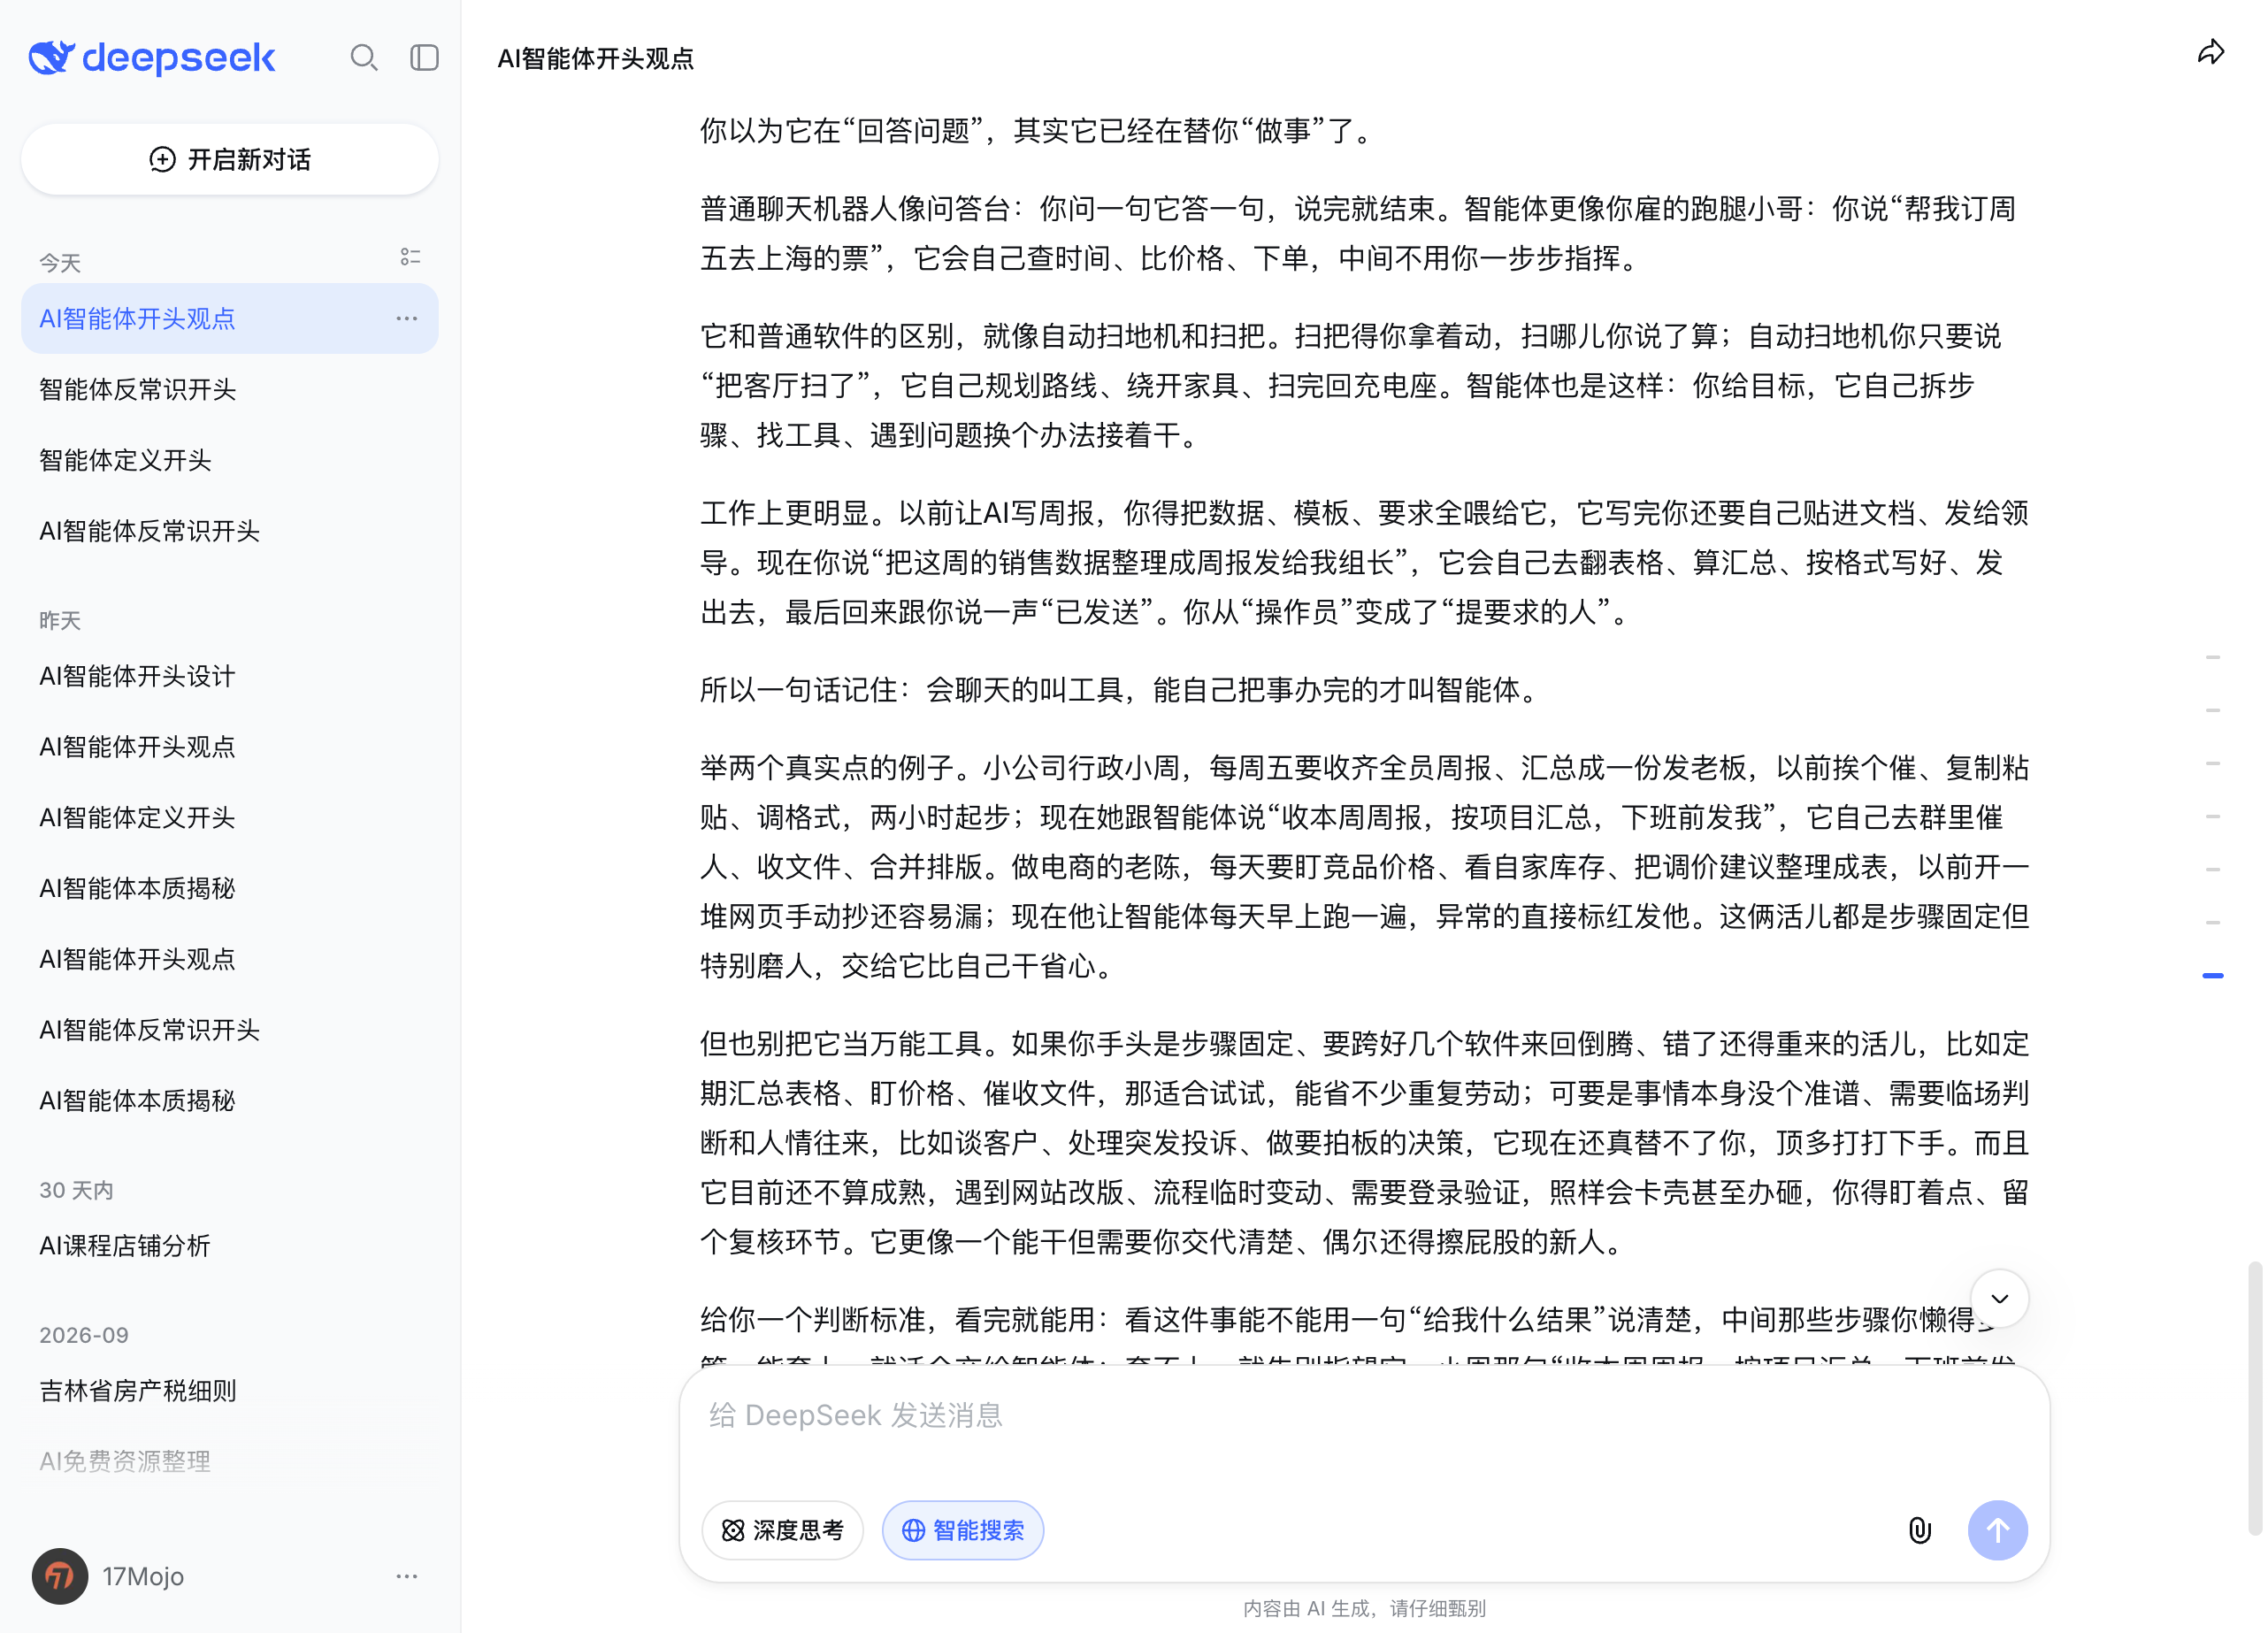 deepseek
开启新对话
今天
AI智能体开头观点
智能体反常识开头
智能体定义开头
AI智能体反常识开头
昨天
AI智能体开头设计
AI智能体开头观点
AI智能体定义开头
AI智能体本质揭秘
AI智能体开头观点
AI智能体反常识开头
AI智能体本质揭秘
30 天内
AI课程店铺分析
2026-09
吉林省房产税细则
AI免费资源整理
17Mojo
AI智能体开头观点
你以为它在“回答问题”，其实它已经在替你“做事”了。
普通聊天机器人像问答台：你问一句它答一句，说完就结束。智能体更像你雇的跑腿小哥：你说“帮我订周
五去上海的票”，它会自己查时间、比价格、下单，中间不用你一步步指挥。
它和普通软件的区别，就像自动扫地机和扫把。扫把得你拿着动，扫哪儿你说了算；自动扫地机你只要说
“把客厅扫了”，它自己规划路线、绕开家具、扫完回充电座。智能体也是这样：你给目标，它自己拆步
骤、找工具、遇到问题换个办法接着干。
工作上更明显。以前让AI写周报，你得把数据、模板、要求全喂给它，它写完你还要自己贴进文档、发给领
导。现在你说“把这周的销售数据整理成周报发给我组长”，它会自己去翻表格、算汇总、按格式写好、发
出去，最后回来跟你说一声“已发送”。你从“操作员”变成了“提要求的人”。
所以一句话记住：会聊天的叫工具，能自己把事办完的才叫智能体。
举两个真实点的例子。小公司行政小周，每周五要收齐全员周报、汇总成一份发老板，以前挨个催、复制粘
贴、调格式，两小时起步；现在她跟智能体说“收本周周报，按项目汇总，下班前发我”，它自己去群里催
人、收文件、合并排版。做电商的老陈，每天要盯竞品价格、看自家库存、把调价建议整理成表，以前开一
堆网页手动抄还容易漏；现在他让智能体每天早上跑一遍，异常的直接标红发他。这俩活儿都是步骤固定但
特别磨人，交给它比自己干省心。
但也别把它当万能工具。如果你手头是步骤固定、要跨好几个软件来回倒腾、错了还得重来的活儿，比如定
期汇总表格、盯价格、催收文件，那适合试试，能省不少重复劳动；可要是事情本身没个准谱、需要临场判
断和人情往来，比如谈客户、处理突发投诉、做要拍板的决策，它现在还真替不了你，顶多打打下手。而且
它目前还不算成熟，遇到网站改版、流程临时变动、需要登录验证，照样会卡壳甚至办砸，你得盯着点、留
个复核环节。它更像一个能干但需要你交代清楚、偶尔还得擦屁股的新人。
给你一个判断标准，看完就能用：看这件事能不能用一句“给我什么结果”说清楚，中间那些步骤你懒得
给 DeepSeek 发送消息
深度思考
智能搜索
内容由 AI 生成，请仔细甄别